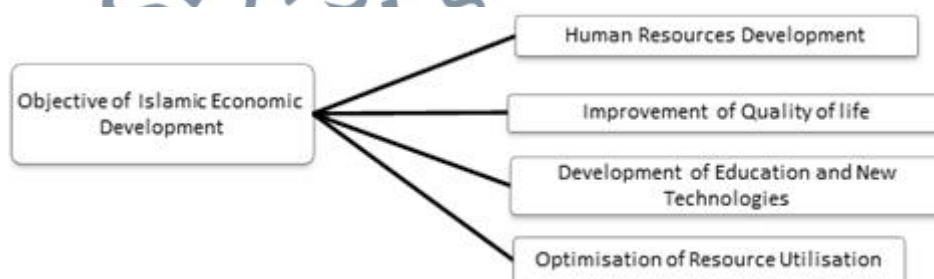 Human Resources Development
Objective of Islamic Economic
Development
Improvement of Quality of life
Development of Education and New
Technologies
Optimisation of Resource Utilisation